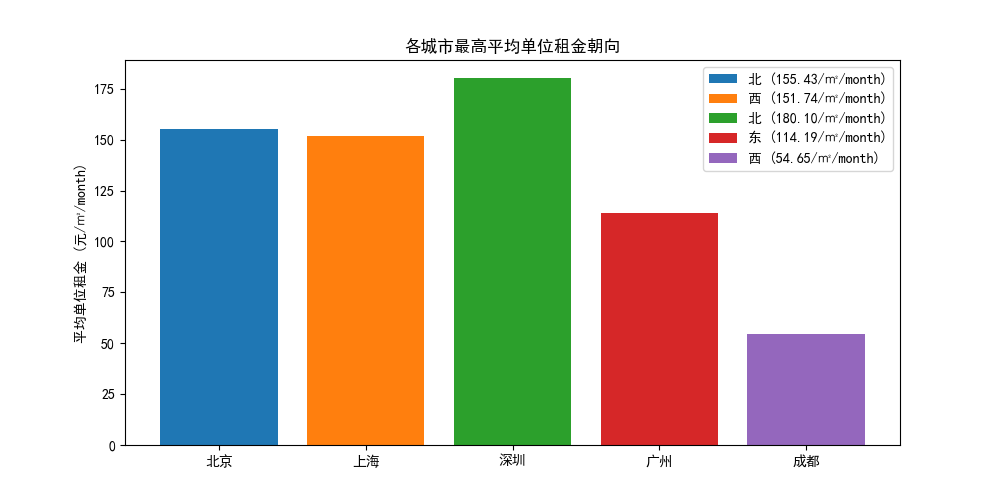 各城市最高平均单位租金朝向
平均单位租金 (元/㎡/month)
175
150
125
100
75
50
25
0
北 (155.43/㎡/month)
西 (151.74/㎡/month)
北 (180.10/㎡/month)
东 (114.19/㎡/month)
西 (54.65/㎡/month)
北京
上海
深圳
广州
成都